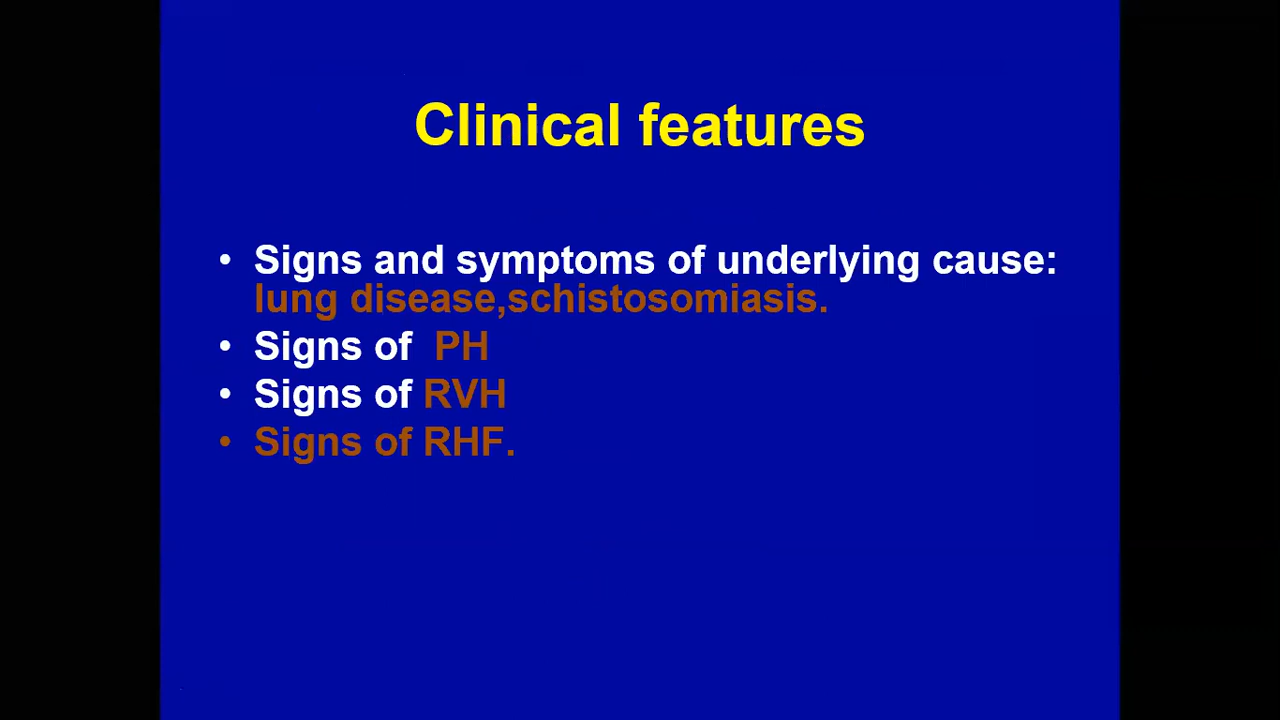 Clinical features
• Signs and symptoms of underlying cause:
lung disease,schistosomiasis.
• Signs of  PH
• Signs of RVH
• Signs of RHF.